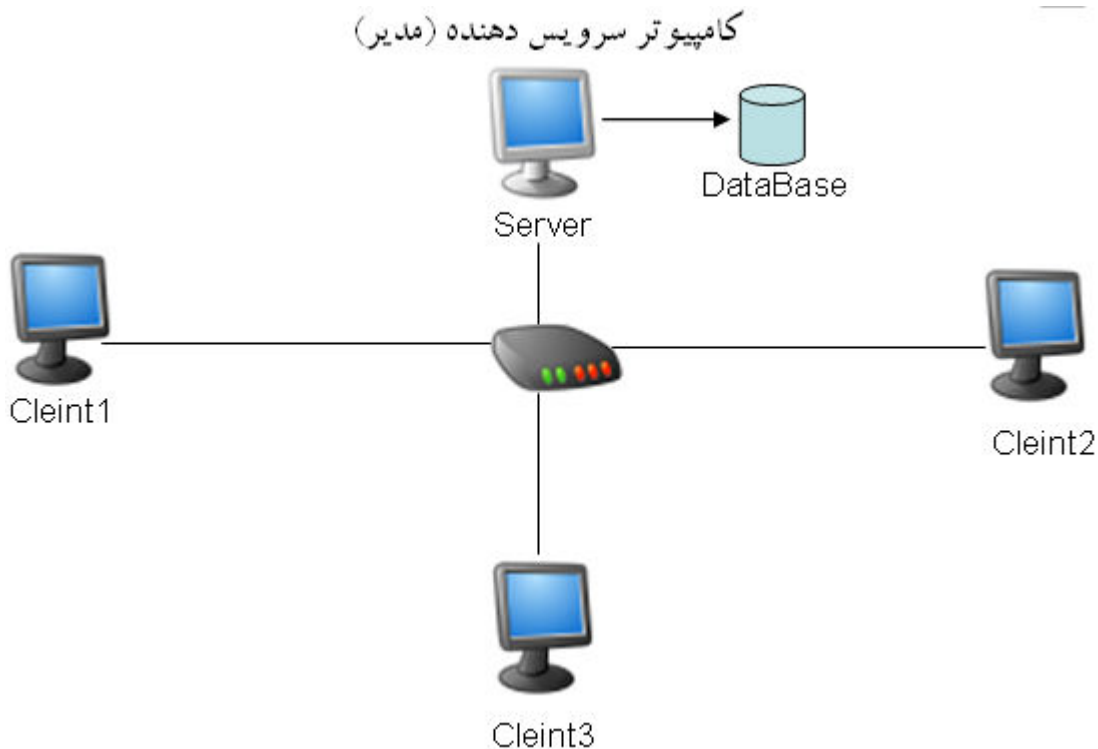 کامپیوتر سرویس دهنده (مدیر)
DataBase
Server
Cleint1
Cleint2
Cleint3